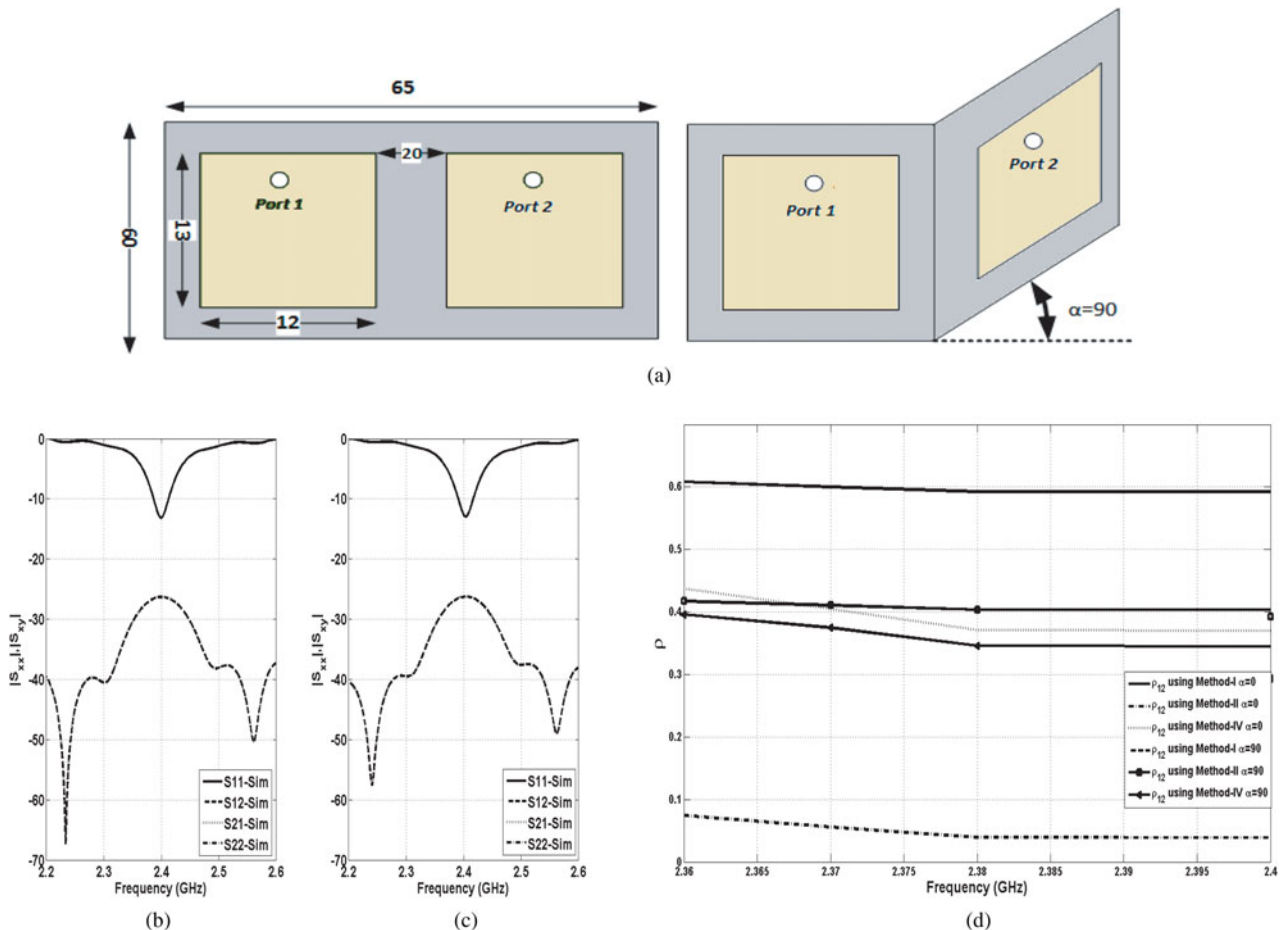 65
60
20
13
12
Port 1
Port 2
Port 1
Port 2
α=90
(a)
|Sxx|,|Sxy|
0
-10
-20
-30
-40
-50
-60
-70
2.2 2.3 2.4 2.5 2.6
Frequency (GHz)
S11-Sim
S12-Sim
S21-Sim
S22-Sim
(b)
|Sxx|,|Sxy|
0
-10
-20
-30
-40
-50
-60
-70
2.2 2.3 2.4 2.5 2.6
Frequency (GHz)
S11-Sim
S12-Sim
S21-Sim
S22-Sim
(c)
ρ
0.6
0.5
0.4
0.3
0.2
0.1
0
2.36 2.365 2.37 2.375 2.38 2.385 2.39 2.395 2.4
Frequency (GHz)
ρ12 using Method-I α=0
ρ12 using Method-II α=0
ρ12 using Method-IV α=0
ρ12 using Method-I α=90
ρ12 using Method-II α=90
ρ12 using Method-IV α=90
(d)